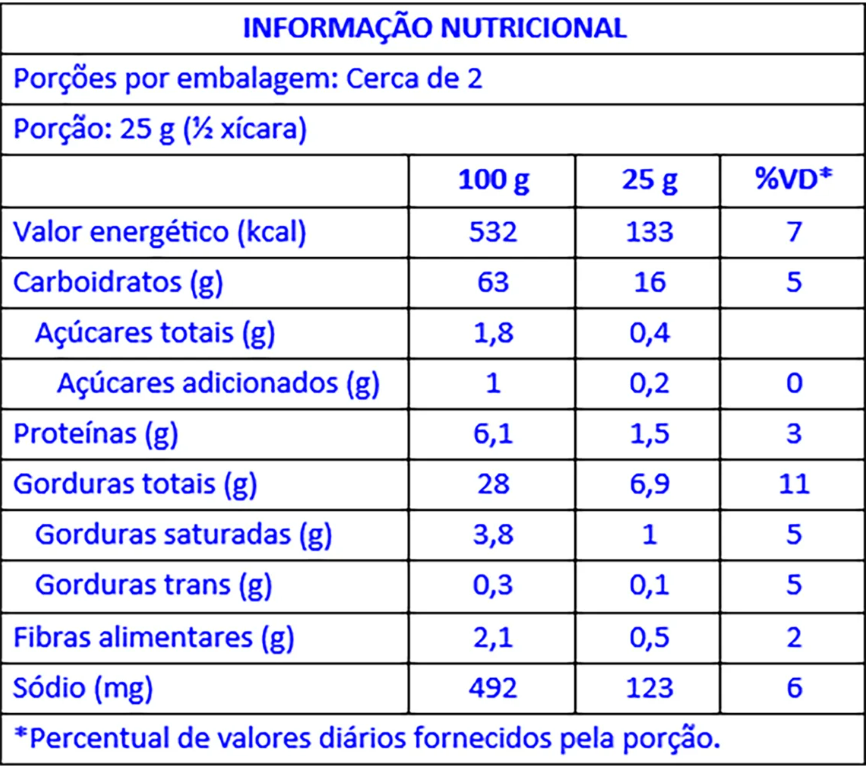 INFORMAÇÃO NUTRICIONAL
Porções por embalagem: Cerca de 2
Porção: 25 g (½ xícara)
100 g 25 g %VD*
Valor energético (kcal) 532 133 7
Carboidratos (g) 63 16 5
Açúcares totais (g) 1,8 0,4
Açúcares adicionados (g) 1 0,2 0
Proteínas (g) 6,1 1,5 3
Gorduras totais (g) 28 6,9 11
Gorduras saturadas (g) 3,8 1 5
Gorduras trans (g) 0,3 0,1 5
Fibras alimentares (g) 2,1 0,5 2
Sódio (mg) 492 123 6
*Percentual de valores diários fornecidos pela porção.